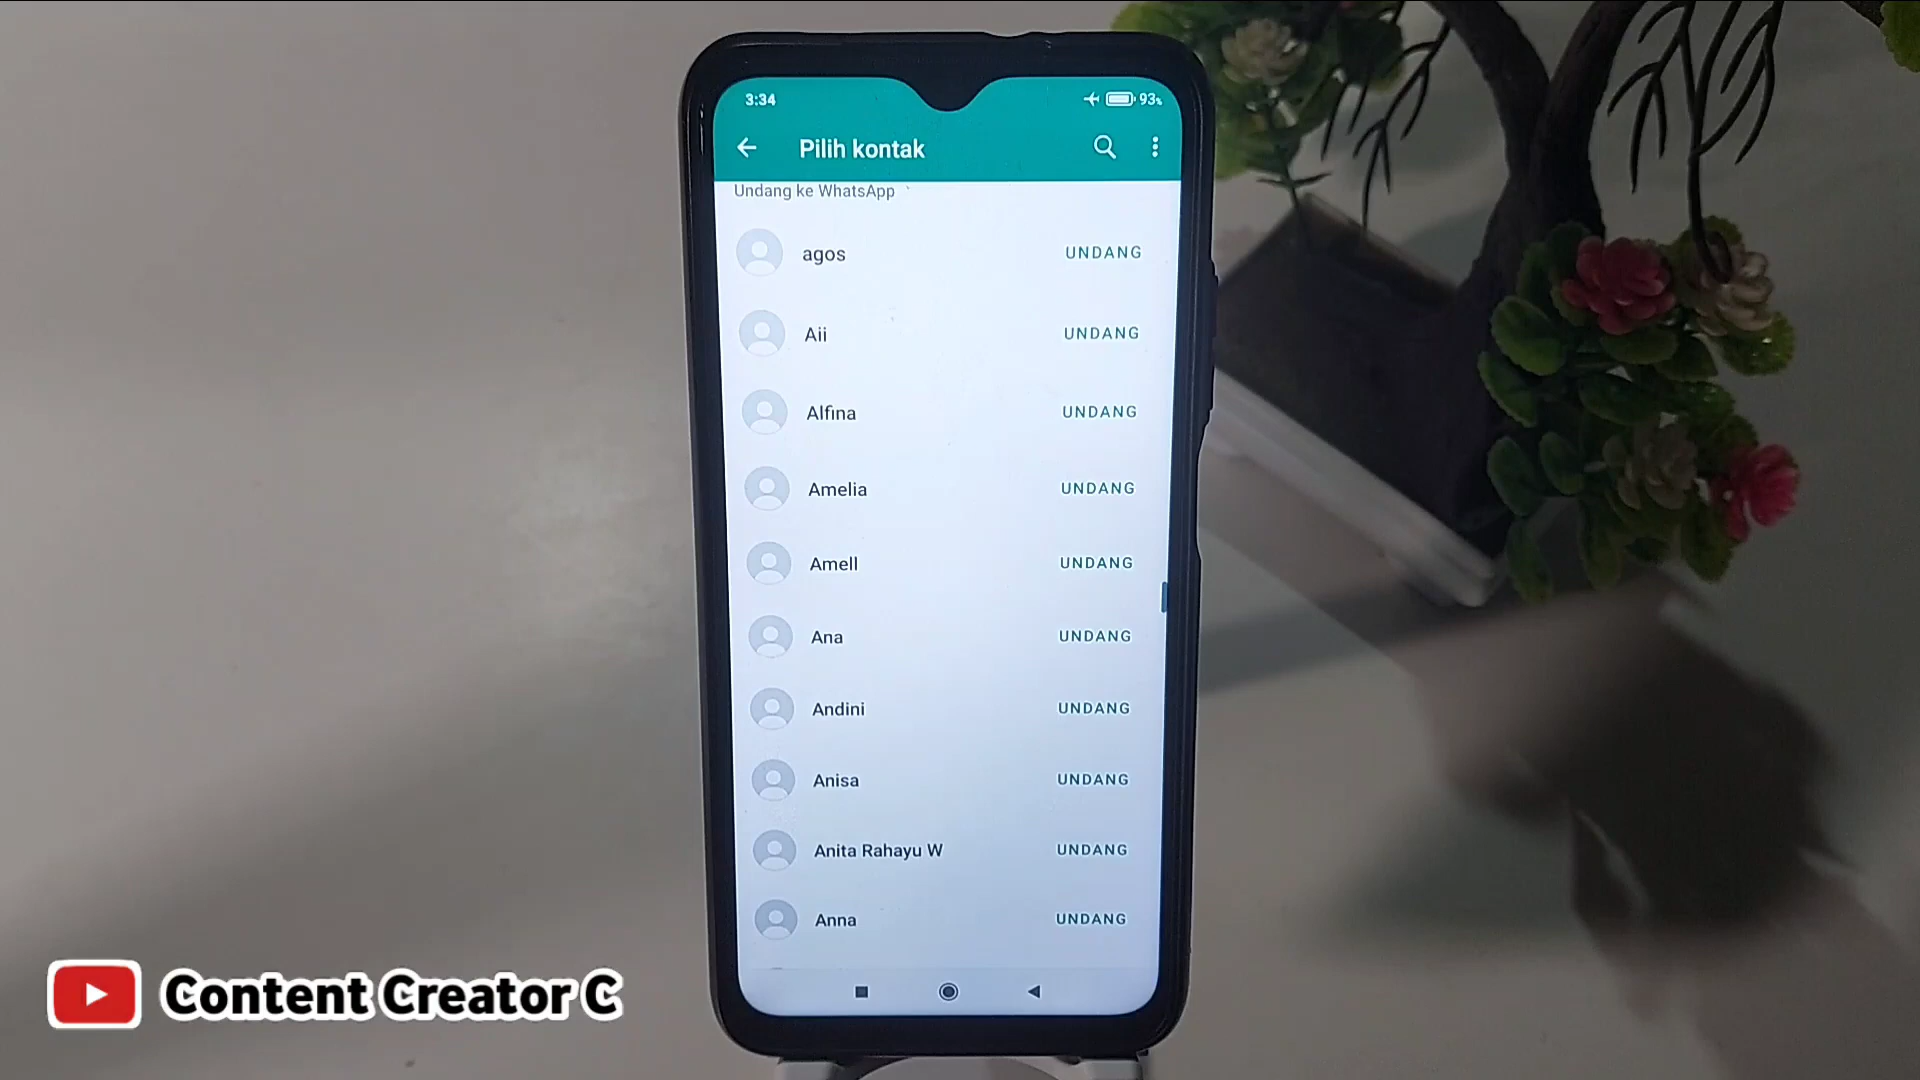 3:34
93%
Pilih kontak
Undang ke WhatsApp
agos UNDANG
Aii UNDANG
Alfina UNDANG
Amelia UNDANG
Amell UNDANG
Ana UNDANG
Andini UNDANG
Anisa UNDANG
Anita Rahayu W UNDANG
Anna UNDANG
Content Creator C